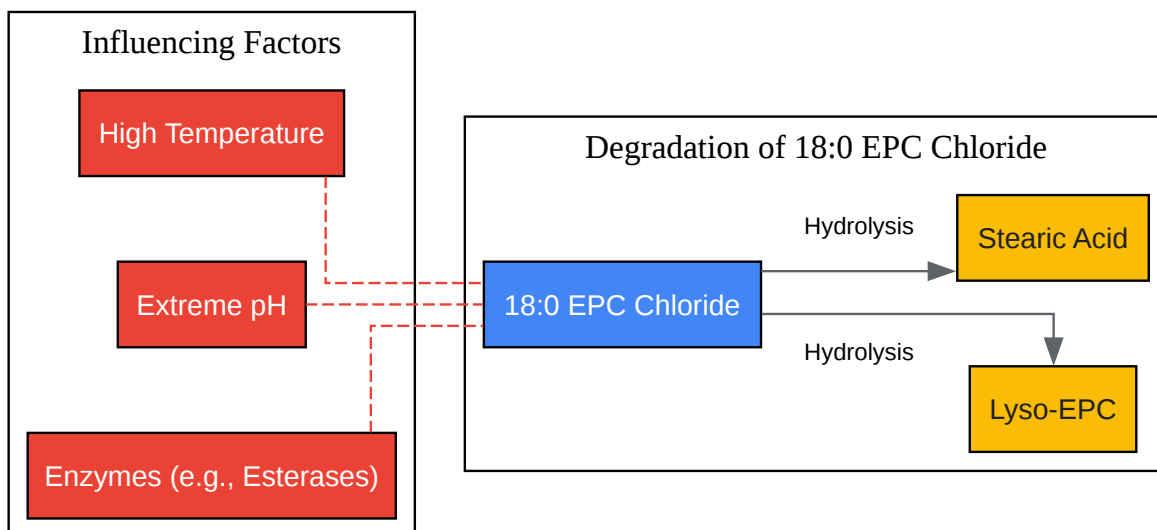 Influencing Factors
High Temperature
Extreme pH
Enzymes (e.g., Esterases)
Degradation of 18:0 EPC Chloride
18:0 EPC Chloride
Hydrolysis
Stearic Acid
Hydrolysis
Lyso-EPC